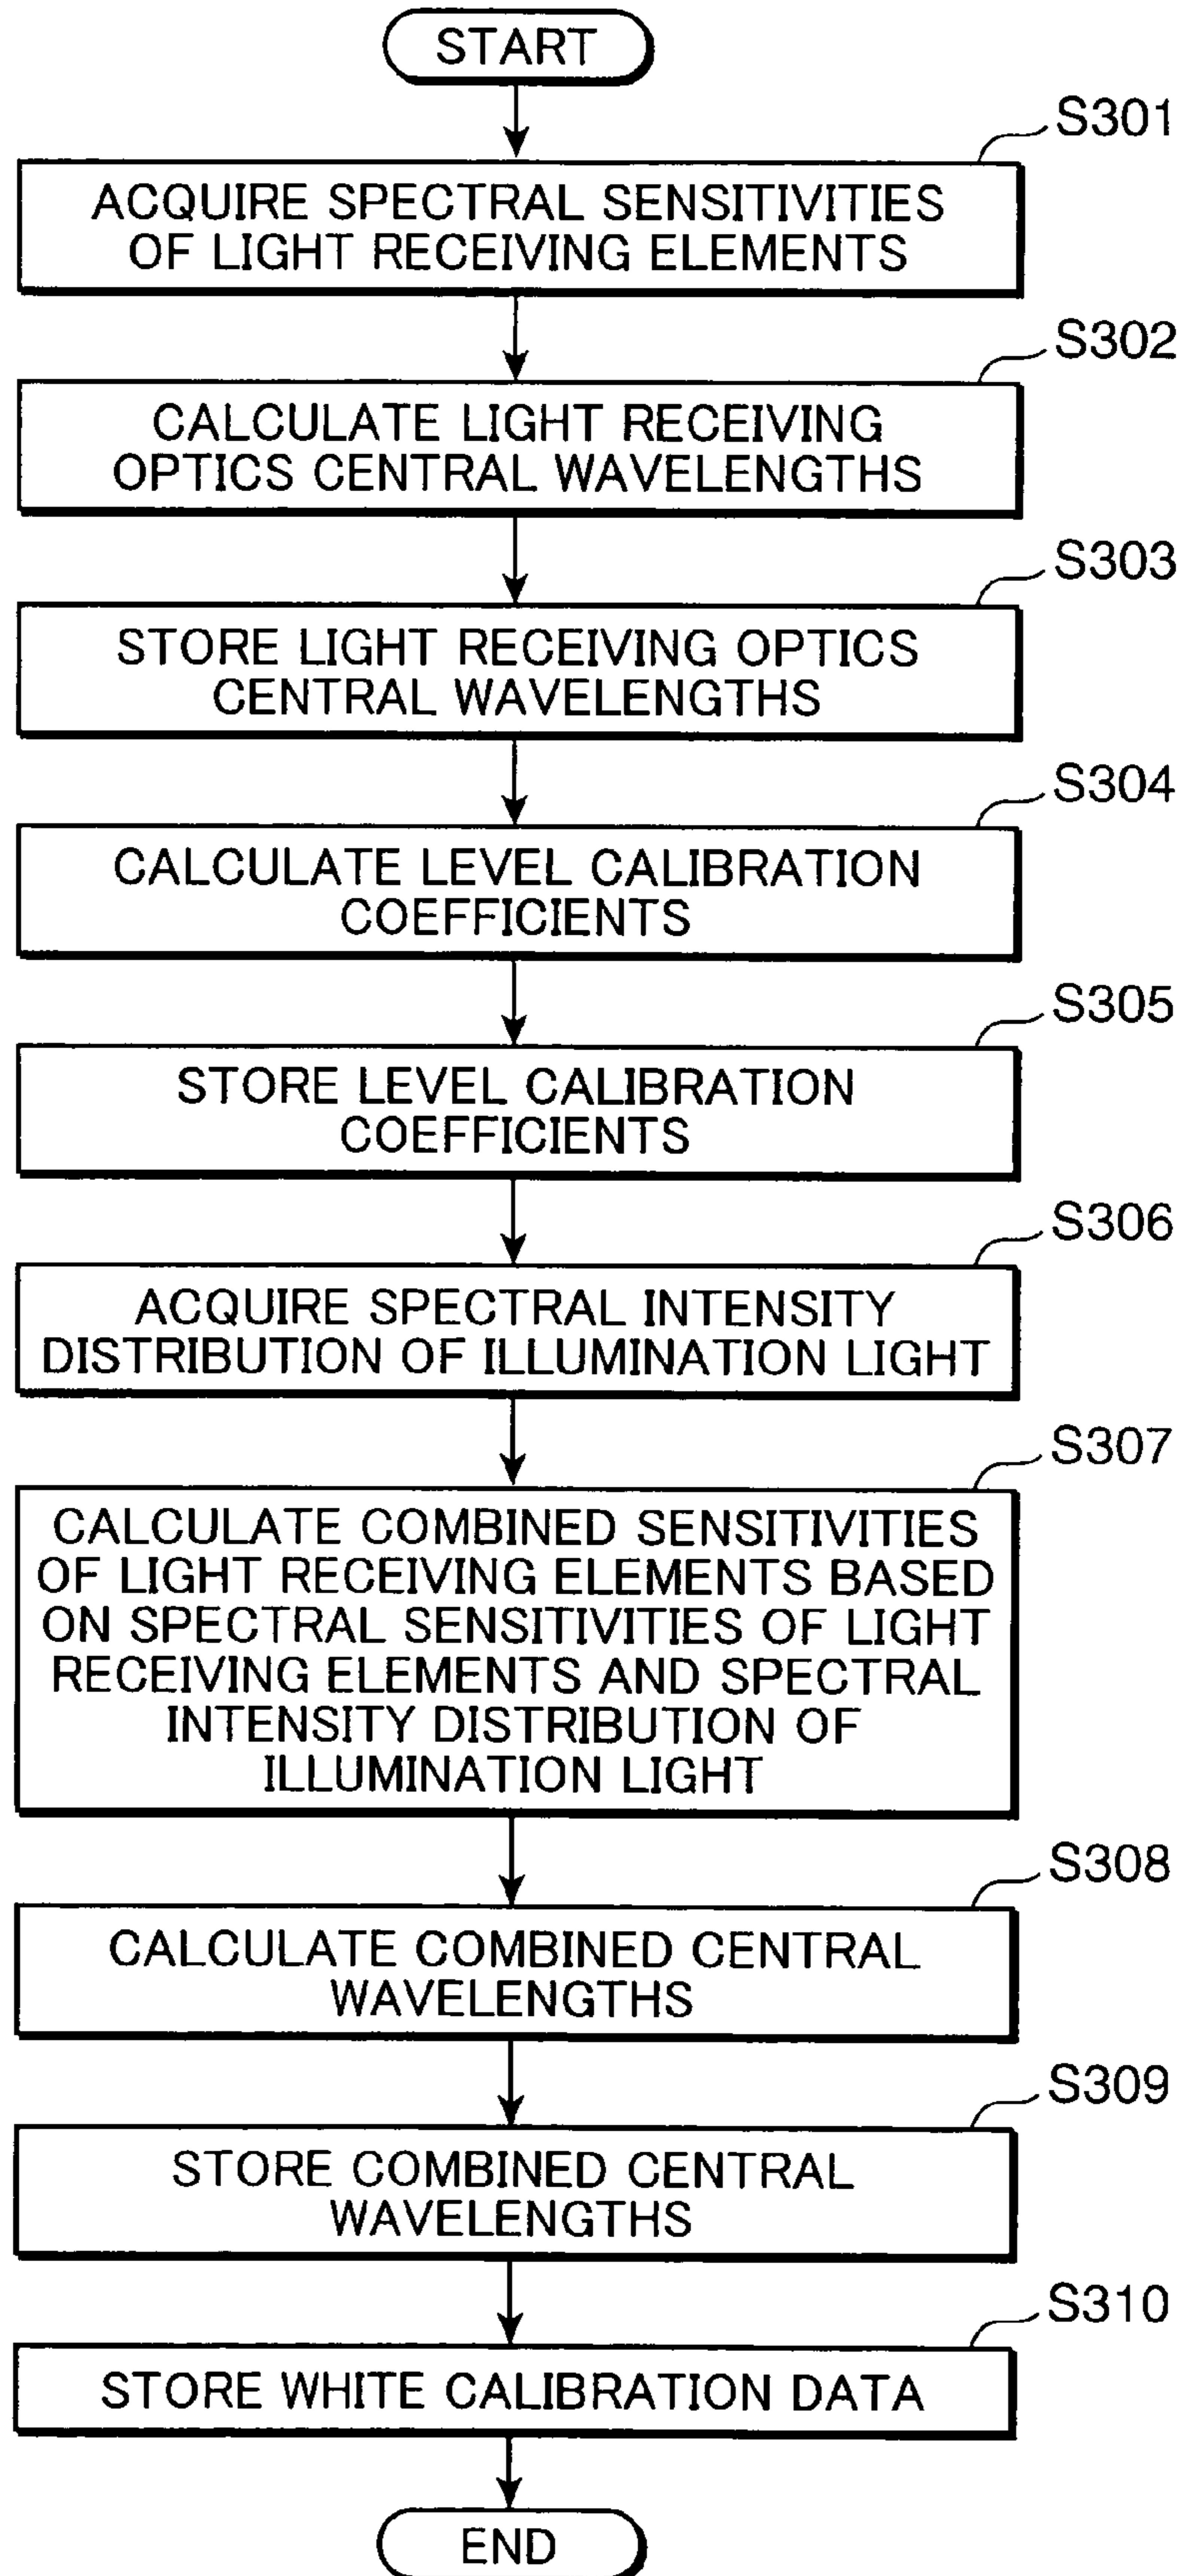 START
S301
ACQUIRE SPECTRAL SENSITIVITIES
OF LIGHT RECEIVING ELEMENTS
S302
CALCULATE LIGHT RECEIVING
OPTICS CENTRAL WAVELENGTHS
S303
STORE LIGHT RECEIVING OPTICS
CENTRAL WAVELENGTHS
S304
CALCULATE LEVEL CALIBRATION
COEFFICIENTS
S305
STORE LEVEL CALIBRATION
COEFFICIENTS
S306
ACQUIRE SPECTRAL INTENSITY
DISTRIBUTION OF ILLUMINATION LIGHT
S307
CALCULATE COMBINED SENSITIVITIES
OF LIGHT RECEIVING ELEMENTS BASED
ON SPECTRAL SENSITIVITIES OF LIGHT
RECEIVING ELEMENTS AND SPECTRAL
INTENSITY DISTRIBUTION OF
ILLUMINATION LIGHT
S308
CALCULATE COMBINED CENTRAL
WAVELENGTHS
S309
STORE COMBINED CENTRAL
WAVELENGTHS
S310
STORE WHITE CALIBRATION DATA
END